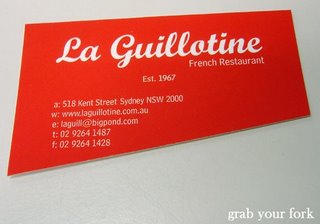 La Guillotine
French Restaurant
Est. 1967
a: 518 Kent Street Sydney NSW 2000
w: www.laguillotine.com.au
e: laguill@bigpond.com
t: 02 9264 1487
f: 02 9264 1428
grab your fork